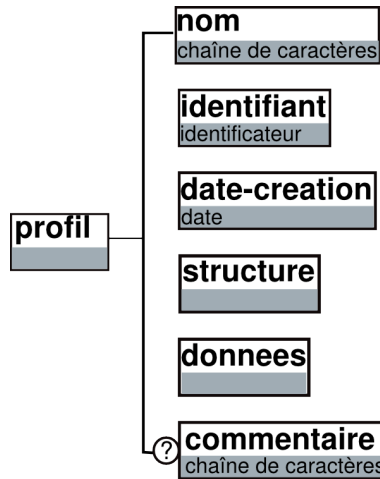 nom
chaîne de caractères
identifiant
identificateur
date-creation
date
profil
structure
donnees
?
commentaire
chaîne de caractères